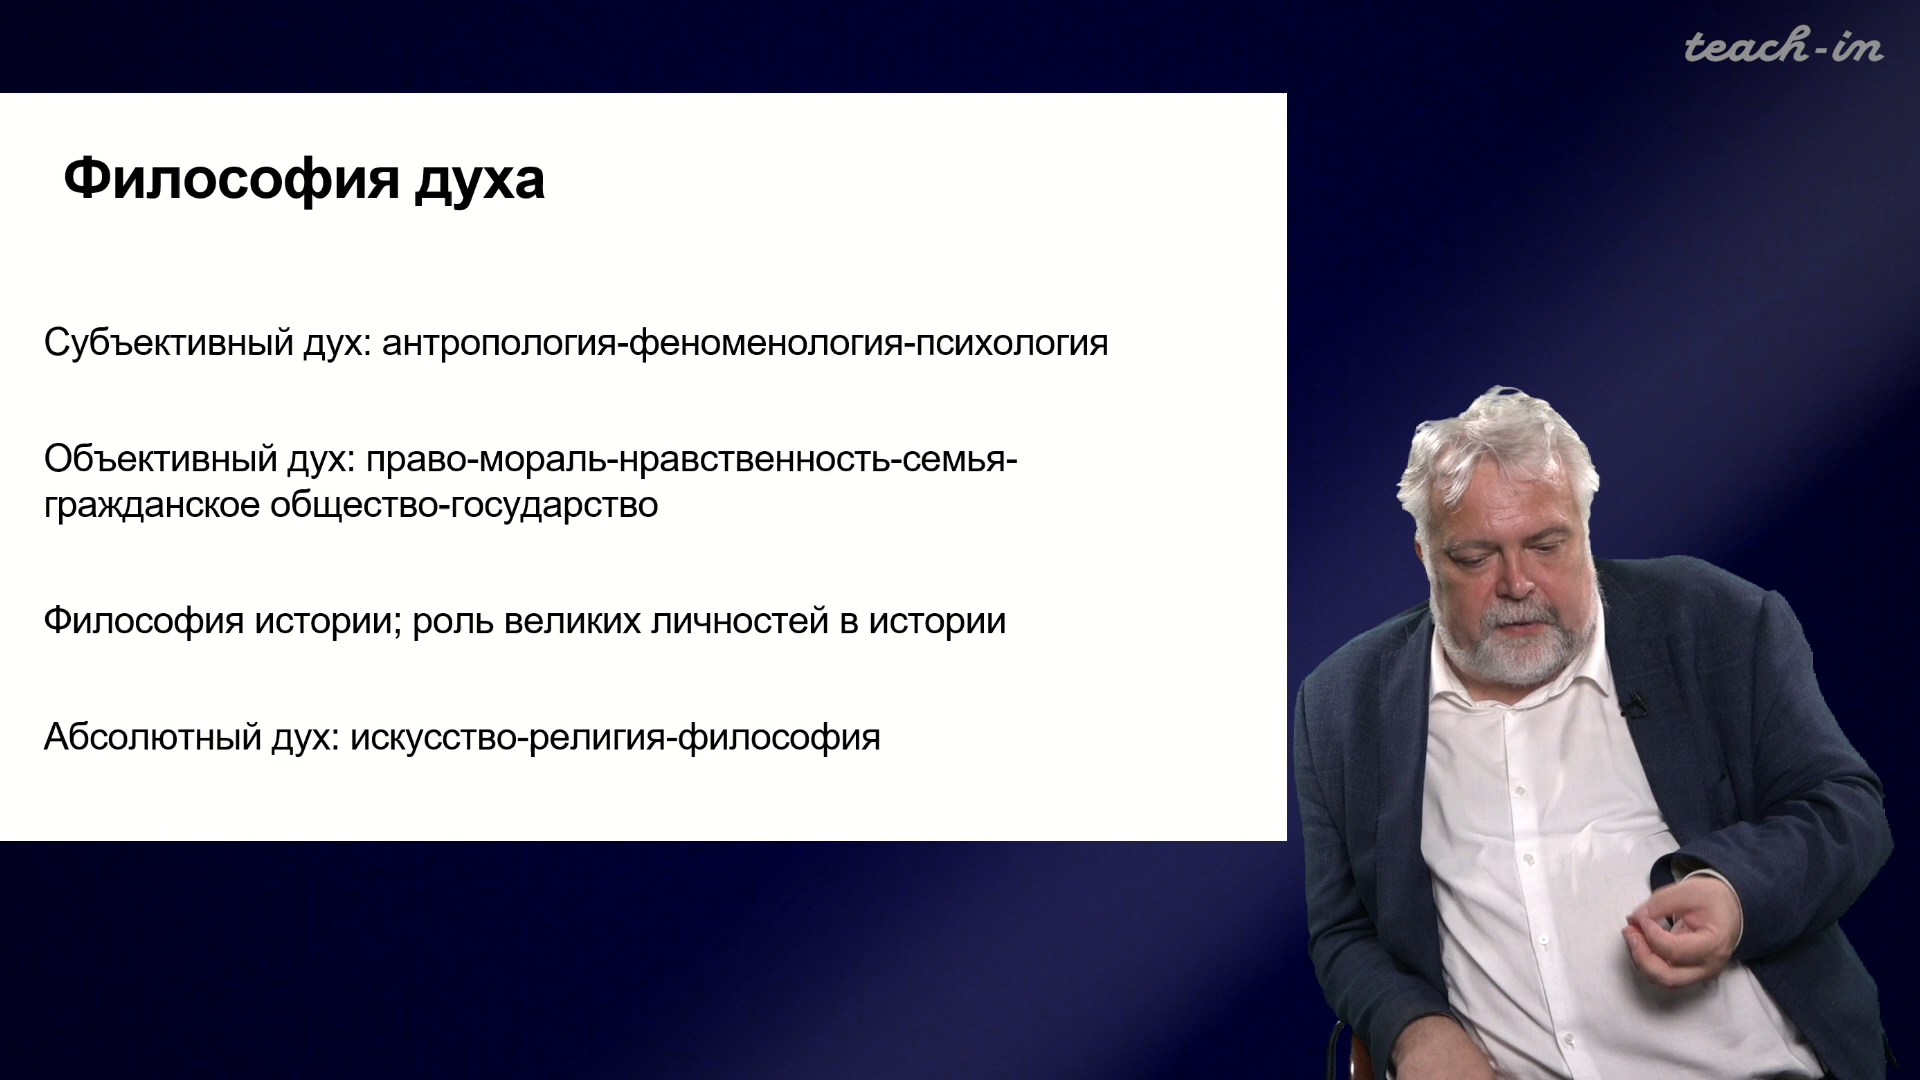 teach-in
Философия духа
Субъективный дух: антропология-феноменология-психология
Объективный дух: право-мораль-нравственность-семья-
гражданское общество-государство
Философия истории; роль великих личностей в истории
Абсолютный дух: искусство-религия-философия